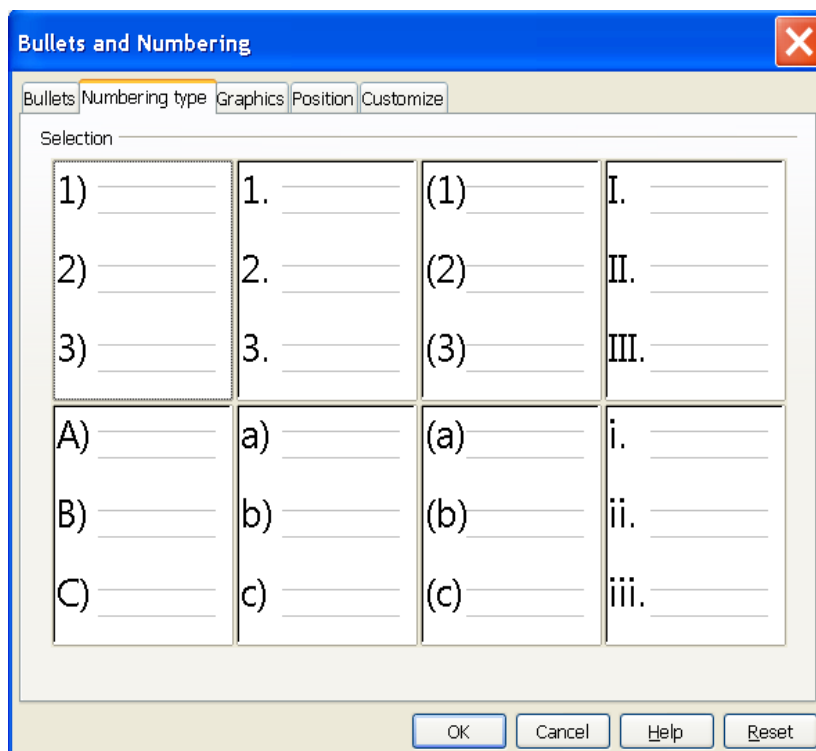 Bullets and Numbering
Bullets Numbering type Graphics Position Customize
Selection
1) 1. (1) I.
2) 2. (2) II.
3) 3. (3) III.
A) a) (a) i.
B) b) (b) ii.
C) c) (c) iii.
OK Cancel Help Reset